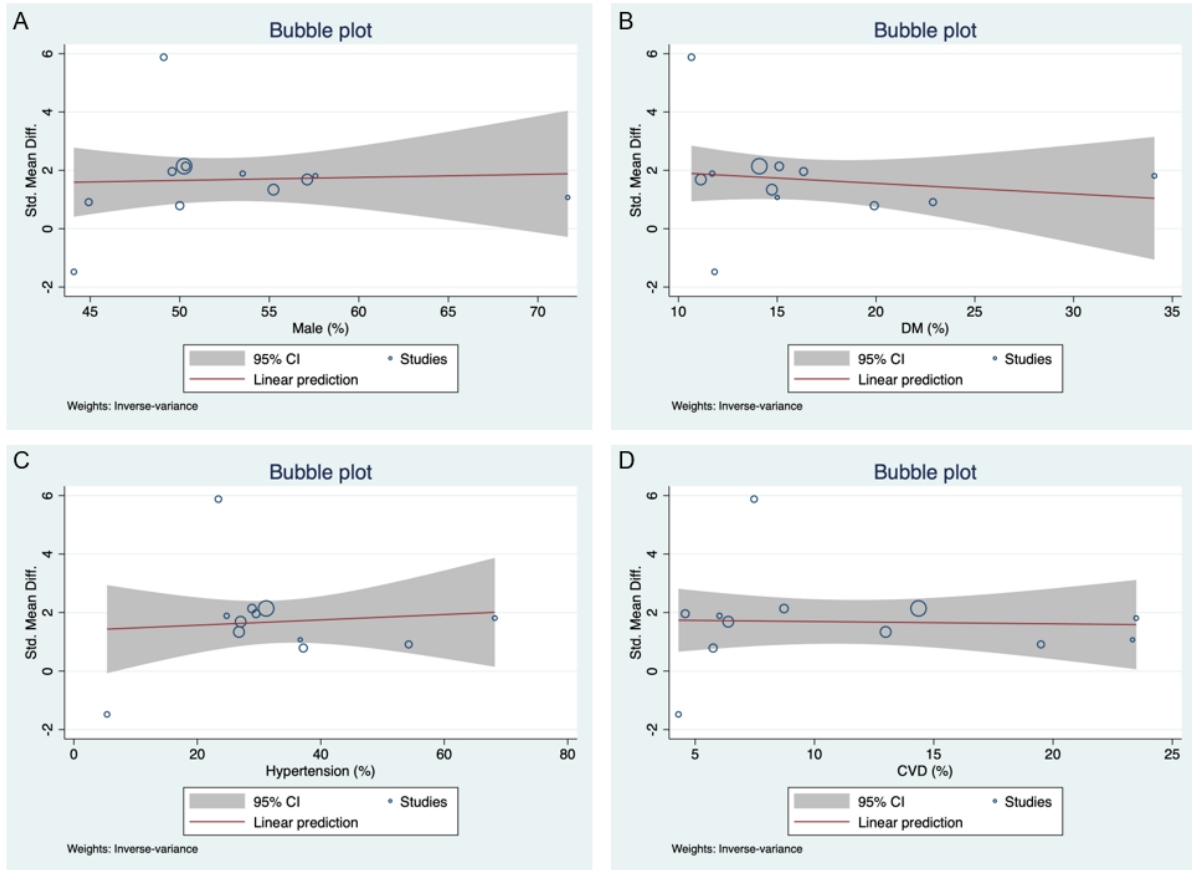 A
Bubble plot
Std. Mean Diff.
6
4
2
0
-2
45 50 55 60 65 70
Male (%)
95% CI Studies
Linear prediction
Weights: Inverse-variance
B
Bubble plot
Std. Mean Diff.
6
4
2
0
-2
10 15 20 25 30 35
DM (%)
95% CI Studies
Linear prediction
Weights: Inverse-variance
C
Bubble plot
Std. Mean Diff.
6
4
2
0
-2
0 20 40 60 80
Hypertension (%)
95% CI Studies
Linear prediction
Weights: Inverse-variance
D
Bubble plot
Std. Mean Diff.
6
4
2
0
-2
5 10 15 20 25
CVD (%)
95% CI Studies
Linear prediction
Weights: Inverse-variance